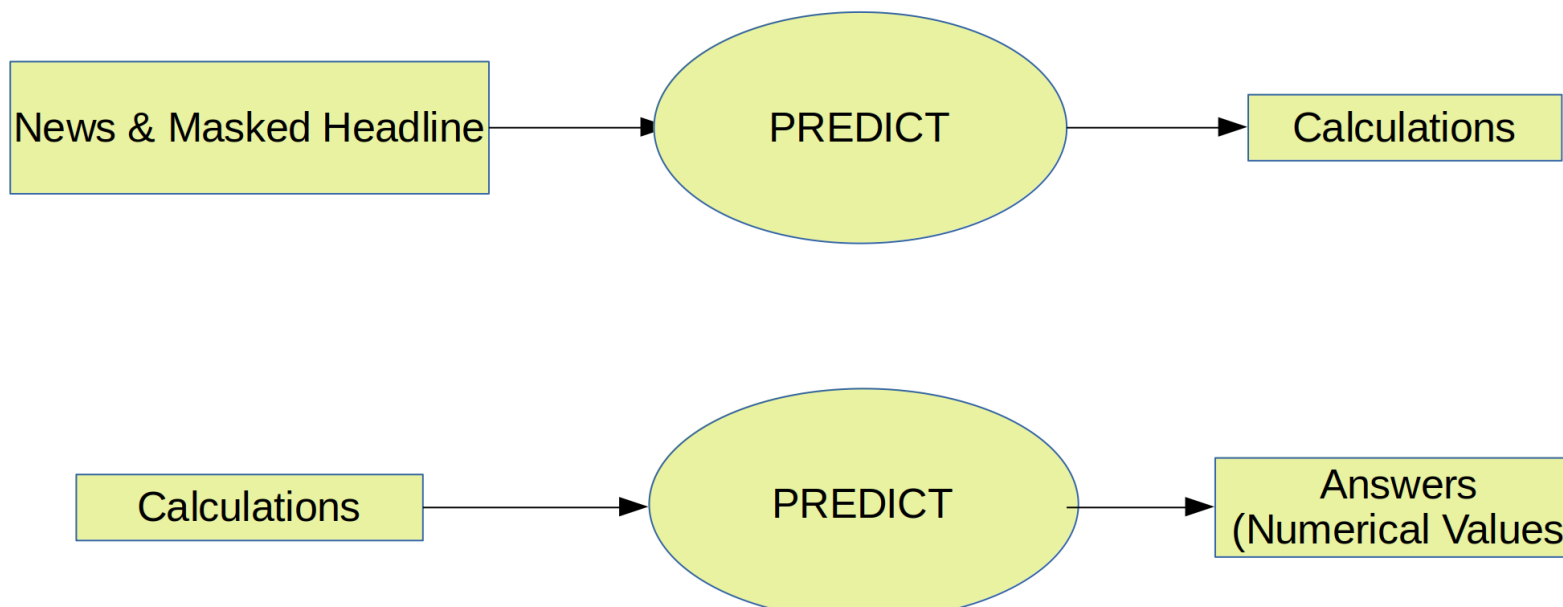 News & Masked Headline
PREDICT
Calculations
Calculations
PREDICT
Answers
(Numerical Values